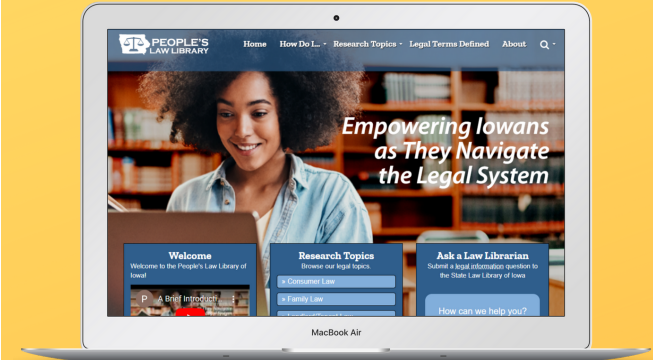 PEOPLE'S
LAW LIBRARY
Home How Do I... Research Topics Legal Terms Defined About
Empowering Iowans
as They Navigate
the Legal System
Welcome
Welcome to the People's Law Library of
Iowa!
P A Brief Introducti
Research Topics
Browse our legal topics.
» Consumer Law
» Family Law
» Landlord/Tenant Law
Ask a Law Librarian
Submit a legal information question to
the State Law Library of Iowa
How can we help you?
MacBook Air